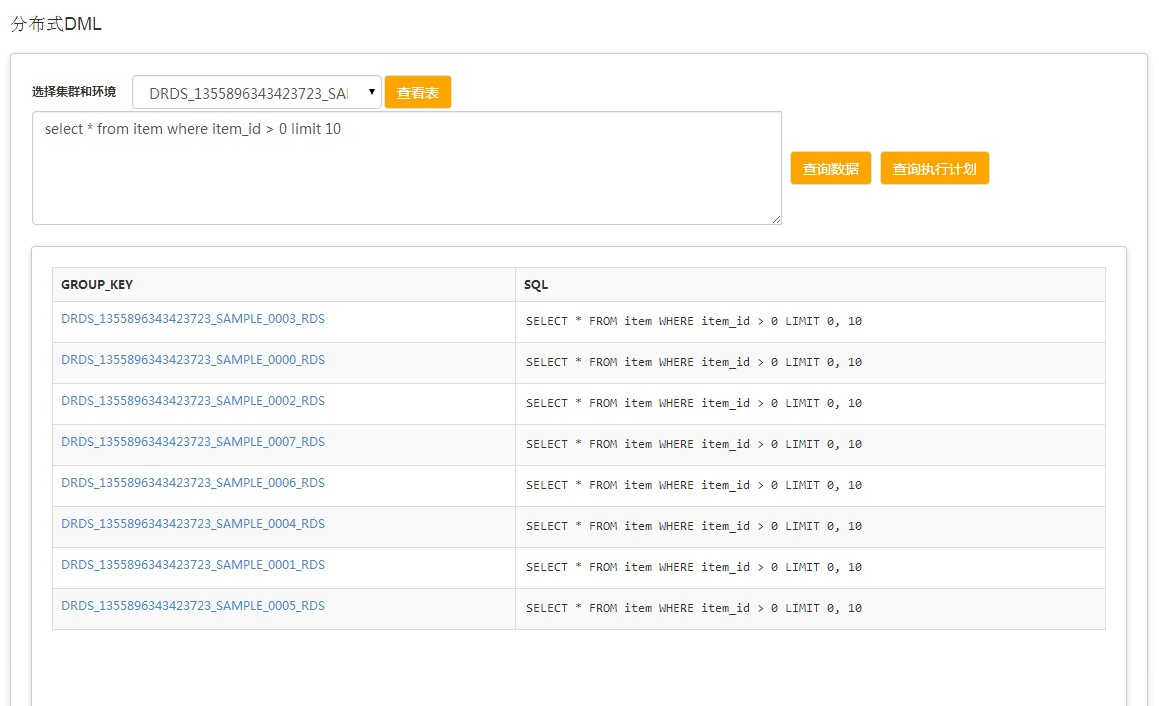 分布式DML
选择集群和环境 DRDS_1355896343423723_SAI 查看表
select * from item where item_id > 0 limit 10
查询数据 查询执行计划
GROUP_KEY SQL
DRDS_1355896343423723_SAMPLE_0003_RDS SELECT * FROM item WHERE item_id > 0 LIMIT 0, 10
DRDS_1355896343423723_SAMPLE_0000_RDS SELECT * FROM item WHERE item_id > 0 LIMIT 0, 10
DRDS_1355896343423723_SAMPLE_0002_RDS SELECT * FROM item WHERE item_id > 0 LIMIT 0, 10
DRDS_1355896343423723_SAMPLE_0007_RDS SELECT * FROM item WHERE item_id > 0 LIMIT 0, 10
DRDS_1355896343423723_SAMPLE_0006_RDS SELECT * FROM item WHERE item_id > 0 LIMIT 0, 10
DRDS_1355896343423723_SAMPLE_0004_RDS SELECT * FROM item WHERE item_id > 0 LIMIT 0, 10
DRDS_1355896343423723_SAMPLE_0001_RDS SELECT * FROM item WHERE item_id > 0 LIMIT 0, 10
DRDS_1355896343423723_SAMPLE_0005_RDS SELECT * FROM item WHERE item_id > 0 LIMIT 0, 10